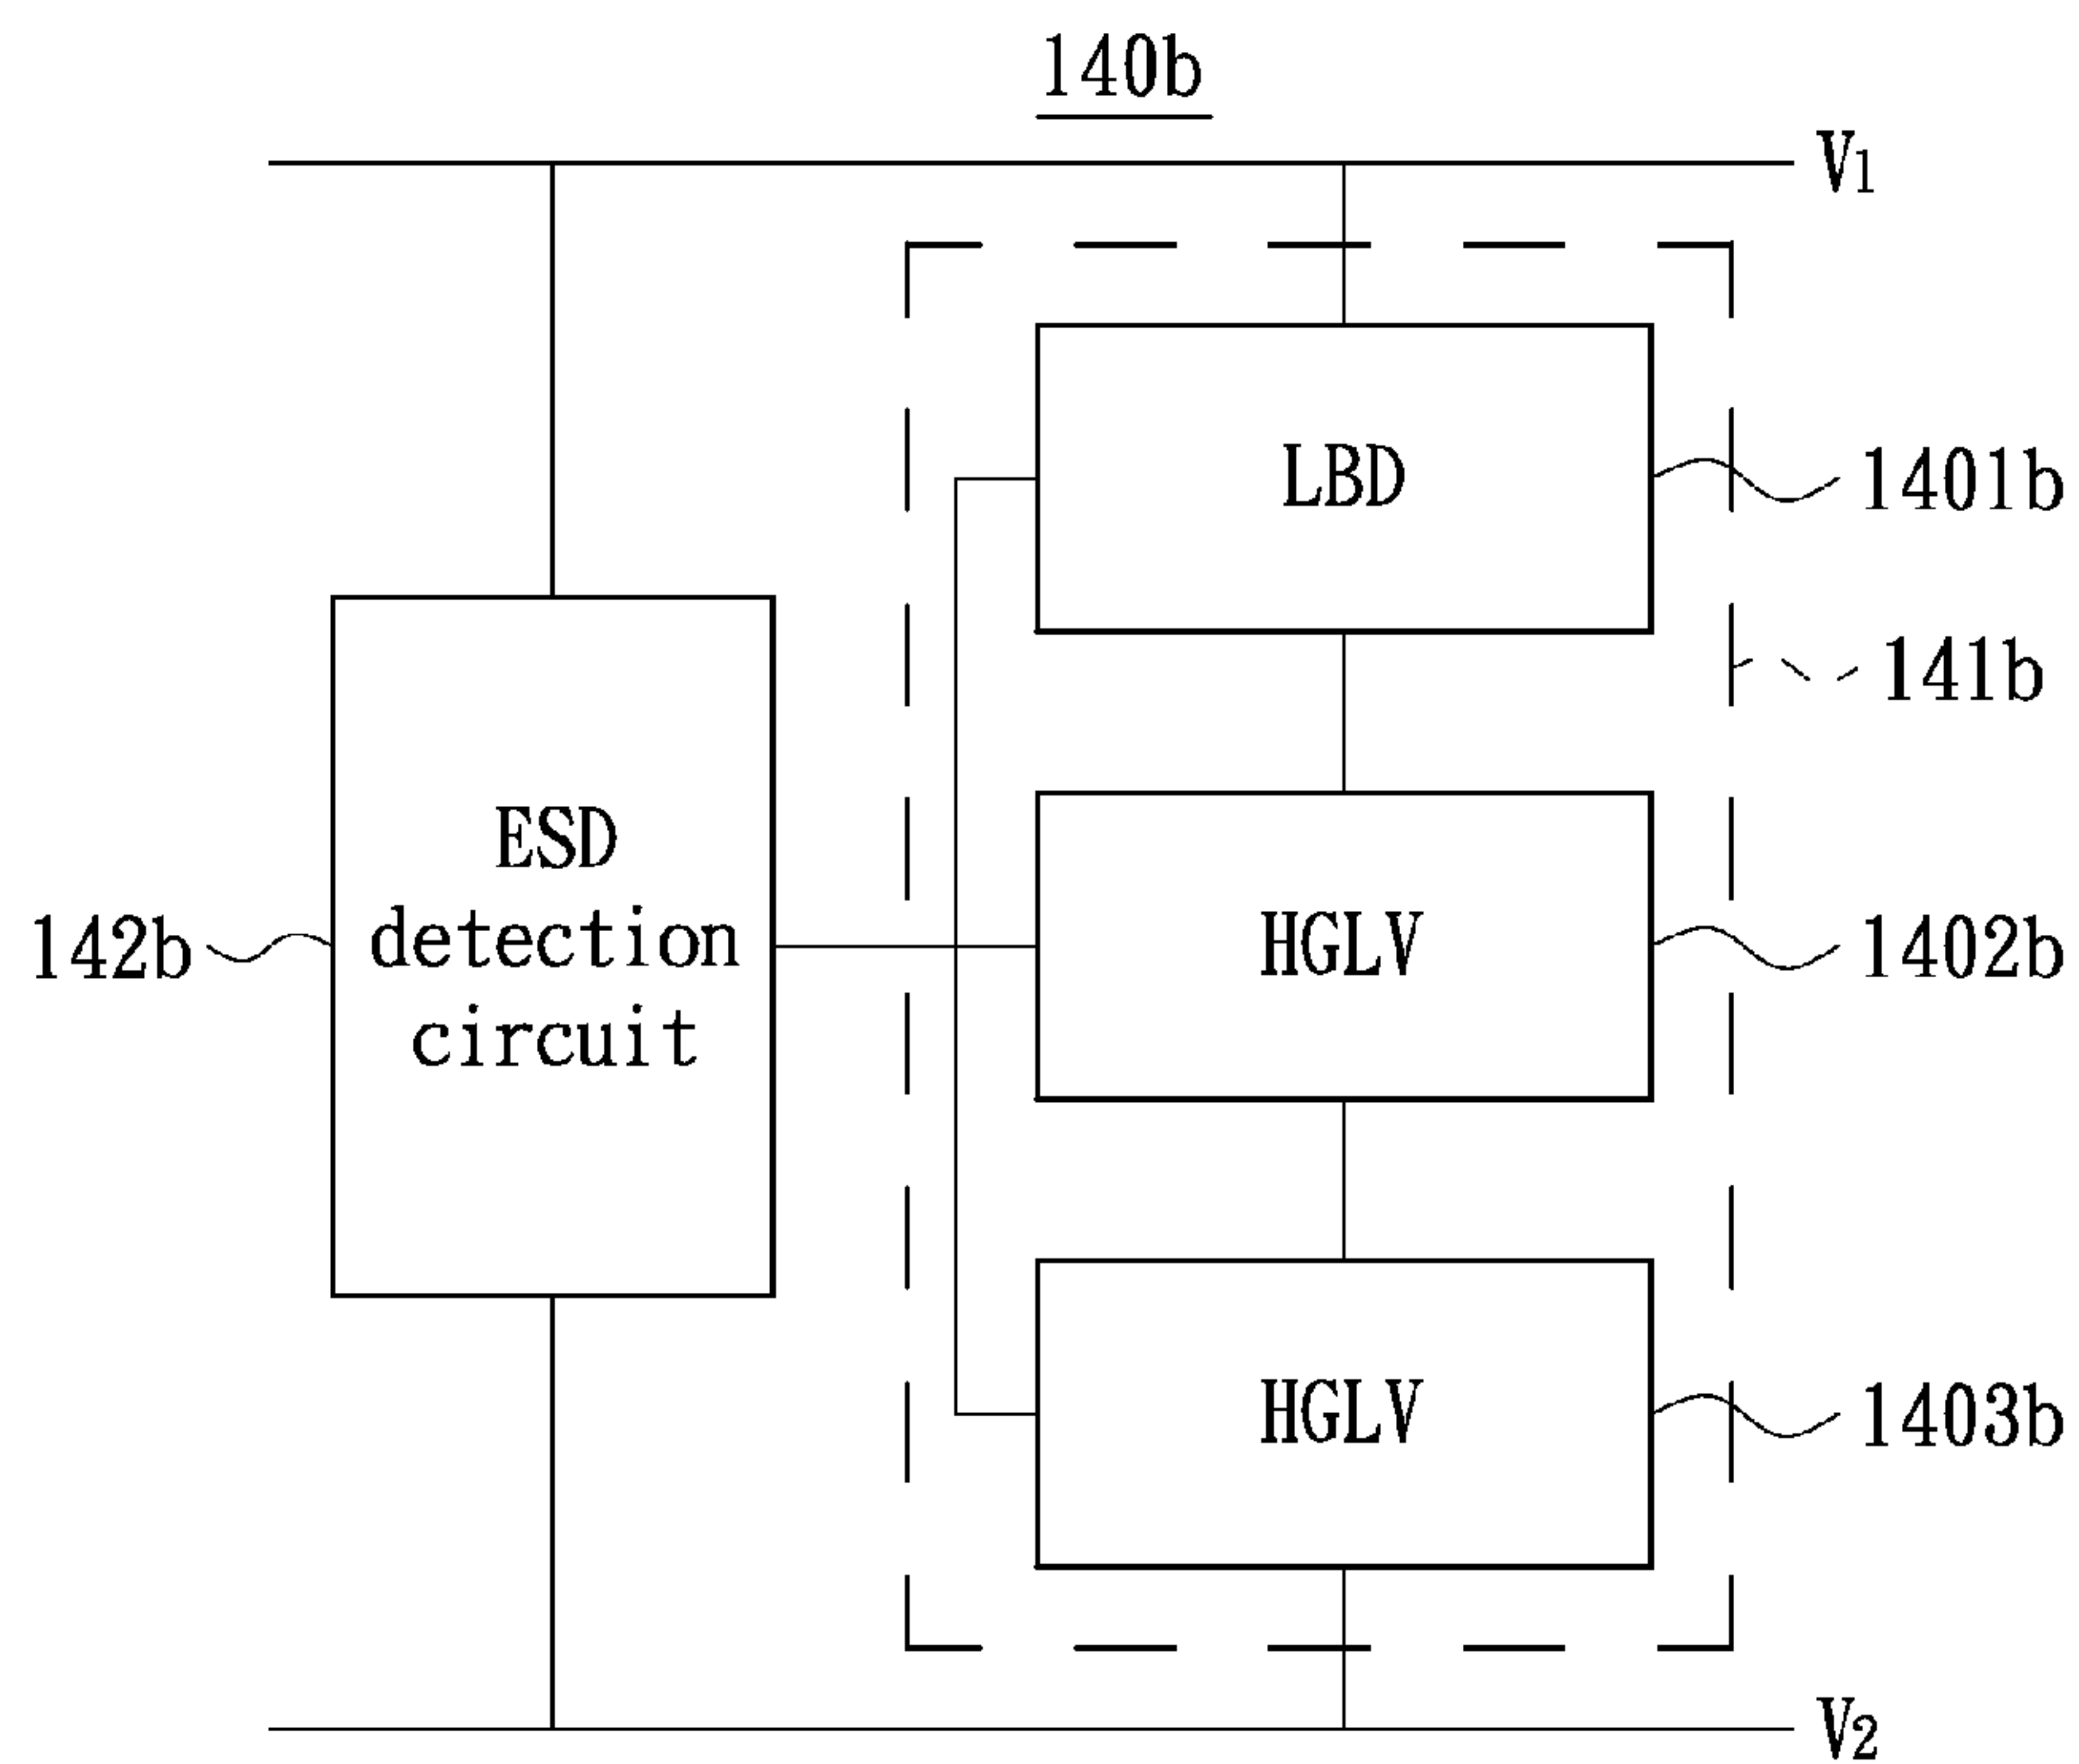 140b
V1
LBD
1401b
141b
ESD
detection
circuit
142b
HGLV
1402b
HGLV
1403b
V2